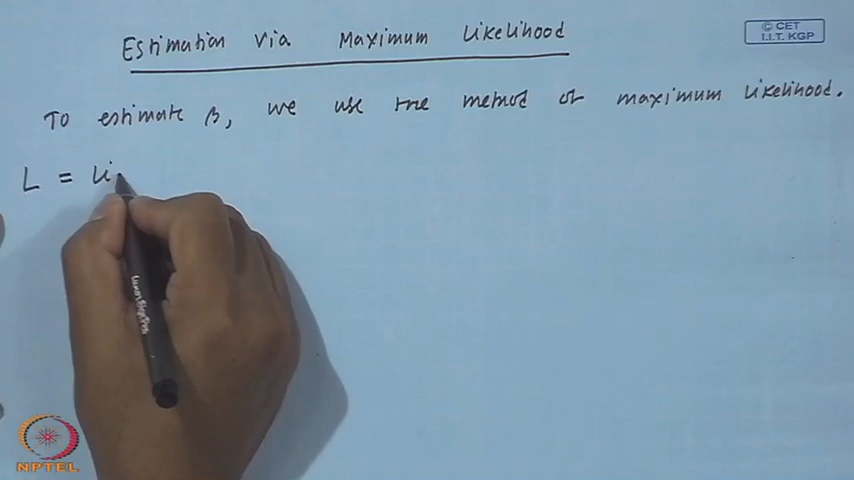 Estimation via Maximum Likelihood
© CET
I.I.T. KGP
To estimate β, we use the method of maximum likelihood.
L = Li
NPTEL